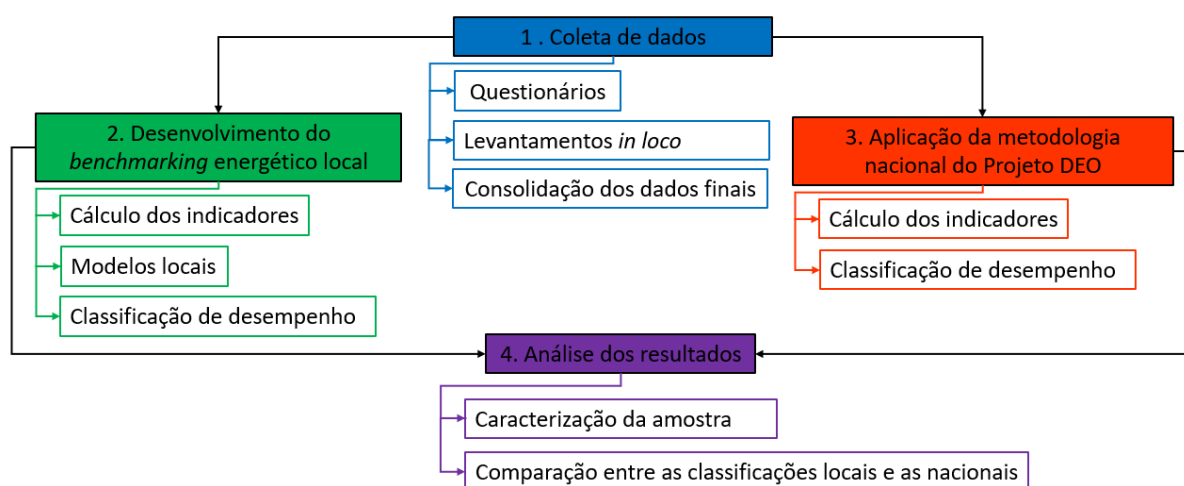 1 . Coleta de dados
Questionários
Levantamentos in loco
Consolidação dos dados finais
2. Desenvolvimento do
benchmarking energético local
Cálculo dos indicadores
Modelos locais
Classificação de desempenho
3. Aplicação da metodologia
nacional do Projeto DEO
Cálculo dos indicadores
Classificação de desempenho
4. Análise dos resultados
Caracterização da amostra
Comparação entre as classificações locais e as nacionais